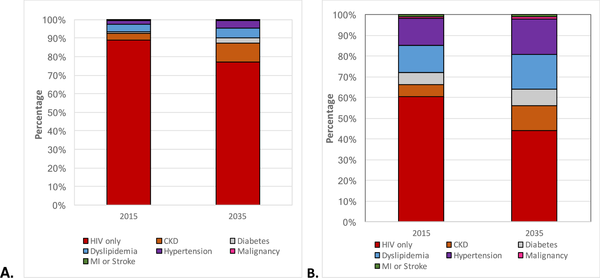 100%
90%
80%
70%
60%
50%
40%
30%
20%
10%
0%
Percentage
2015 2035
HIV only CKD Diabetes
Dyslipidemia Hypertension Malignancy
MI or Stroke
A.
100%
90%
80%
70%
60%
50%
40%
30%
20%
10%
0%
Percentage
2015 2035
HIV only CKD Diabetes
Dyslipidemia Hypertension Malignancy
MI or Stroke
B.